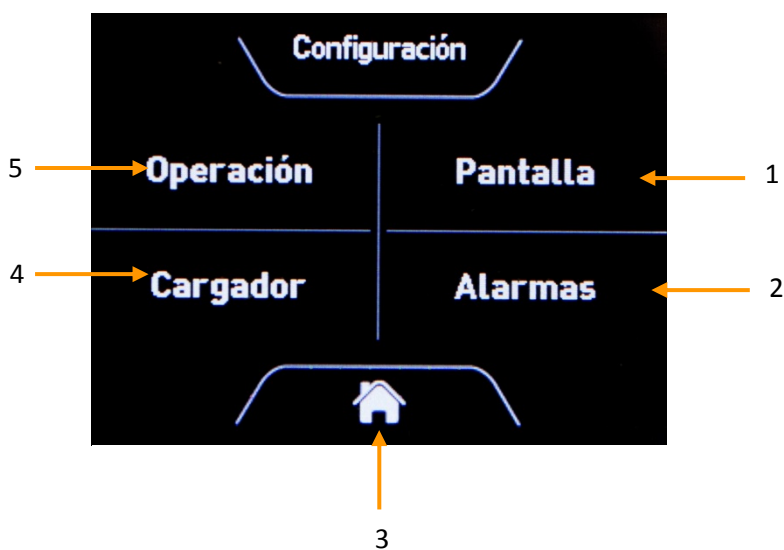 Configuración
5
Operación
Pantalla
1
4
Cargador
Alarmas
2
3